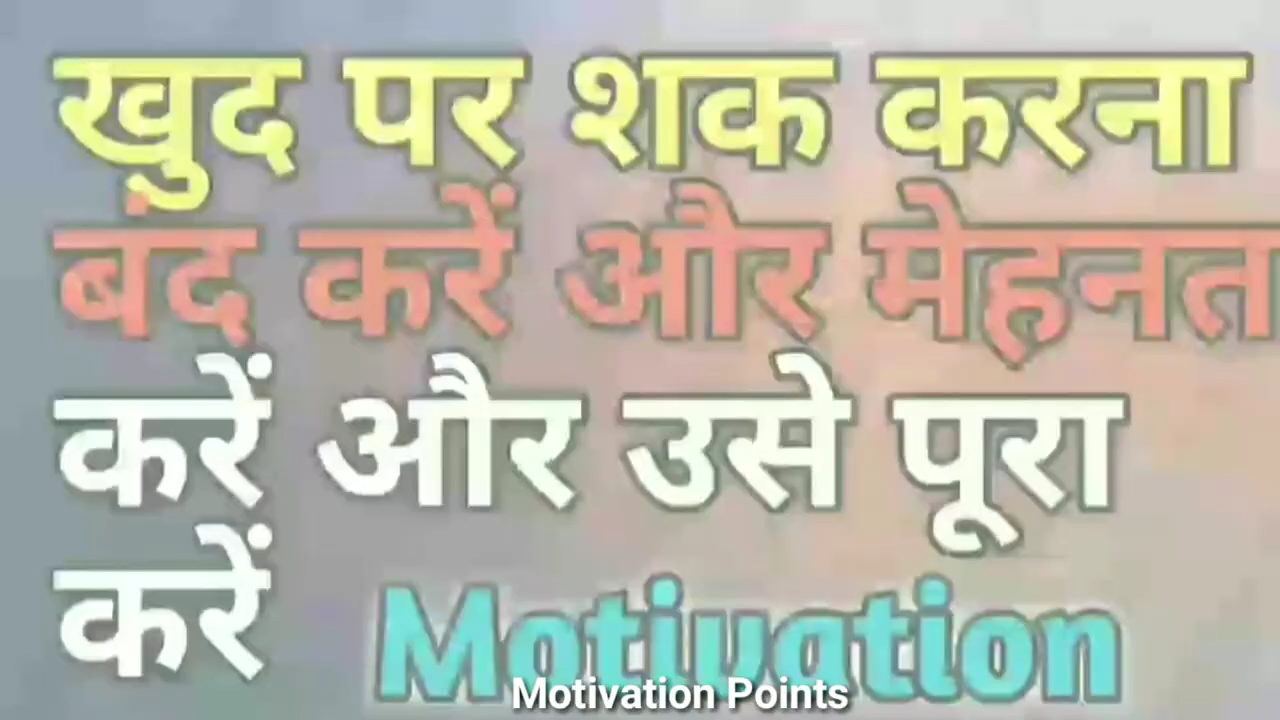 खुद पर शक करना
बंद करें और मेहनत
करें और उसे पूरा
करें
Motivation
Motivation Points